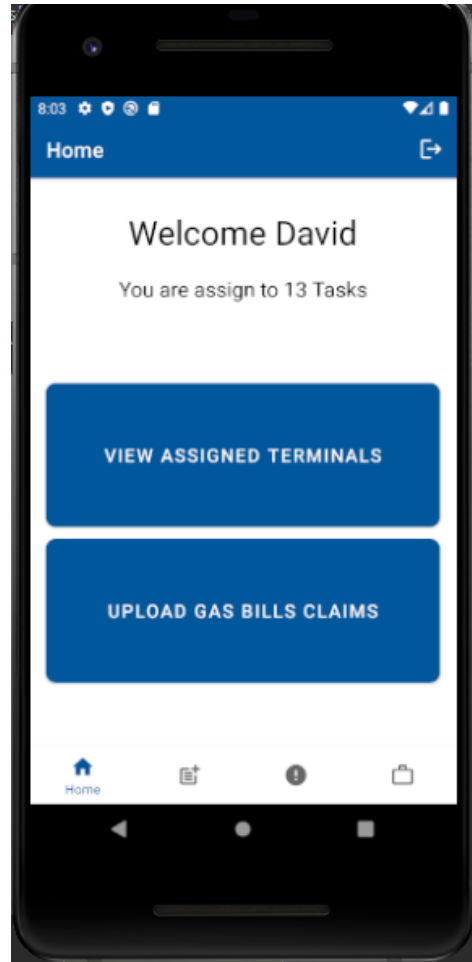 8:03
Home
Welcome David
You are assign to 13 Tasks
VIEW ASSIGNED TERMINALS
UPLOAD GAS BILLS CLAIMS
Home